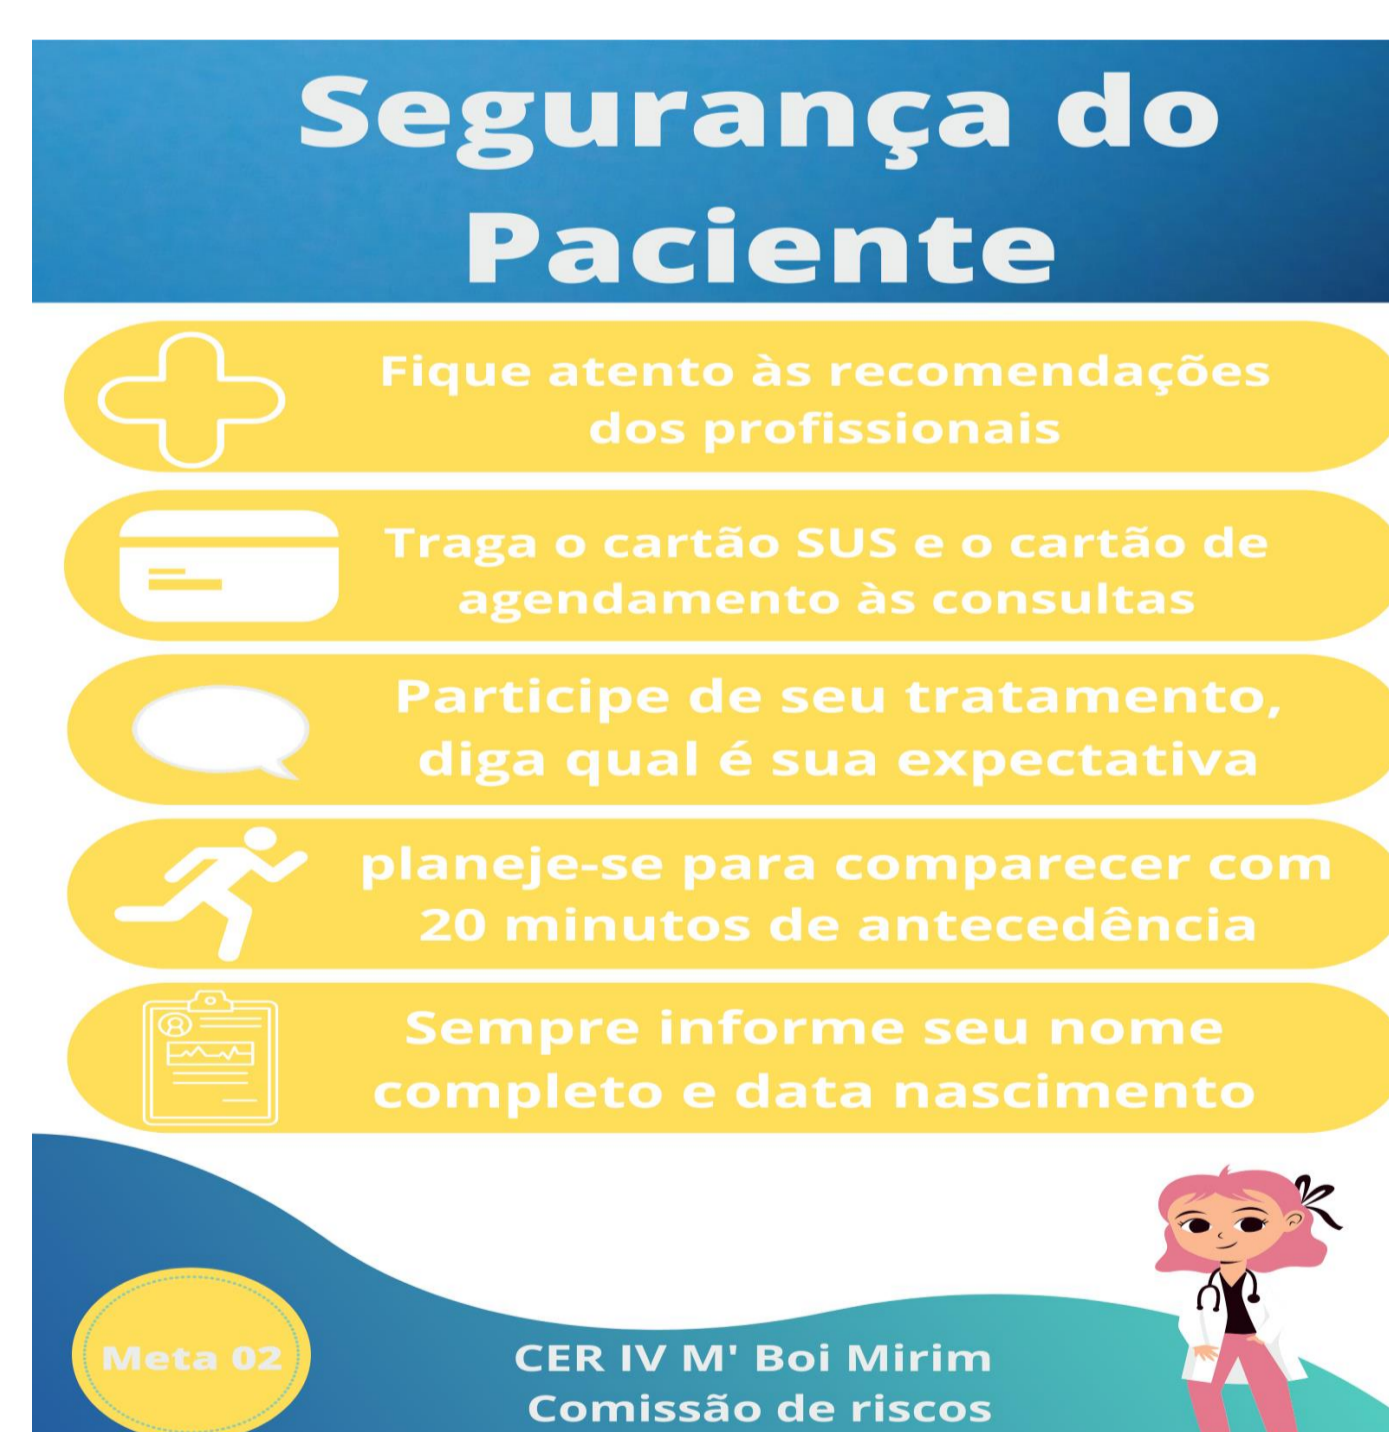 Segurança do
Paciente
Fique atento às recomendações
dos profissionais
Traga o cartão SUS e o cartão de
agendamento às consultas
Participe de seu tratamento,
diga qual é sua expectativa
planeje-se para comparecer com
20 minutos de antecedência
Sempre informe seu nome
completo e data nascimento
Meta 02
CER IV M' Boi Mirim
Comissão de riscos